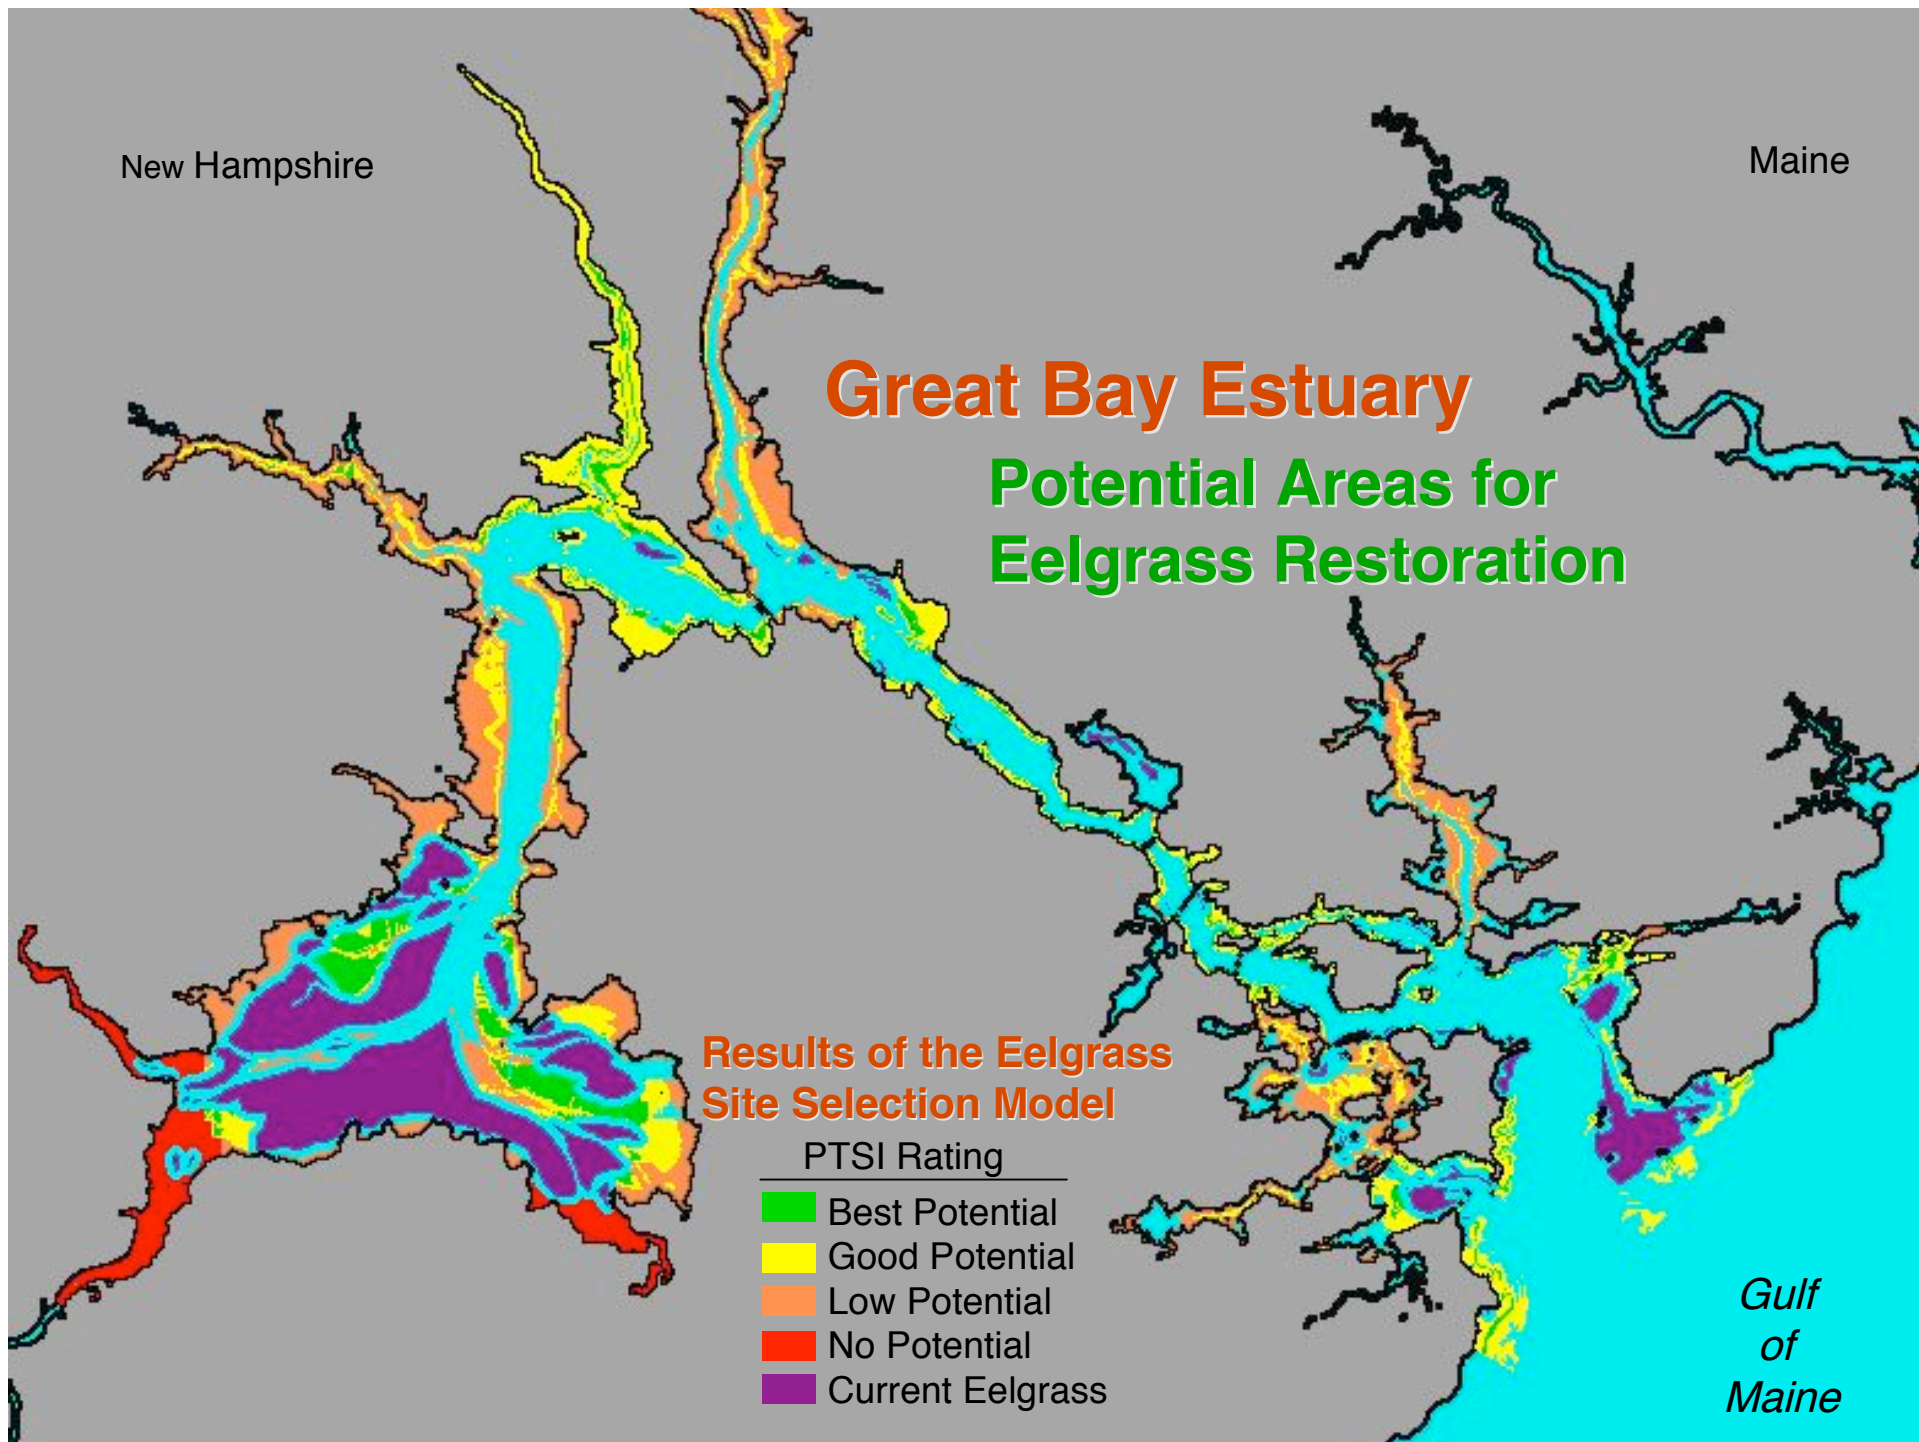 New Hampshire
Maine
Great Bay Estuary
Potential Areas for
Eelgrass Restoration
Results of the Eelgrass
Site Selection Model
PTSI Rating
Best Potential
Good Potential
Low Potential
No Potential
Current Eelgrass
Gulf
of
Maine